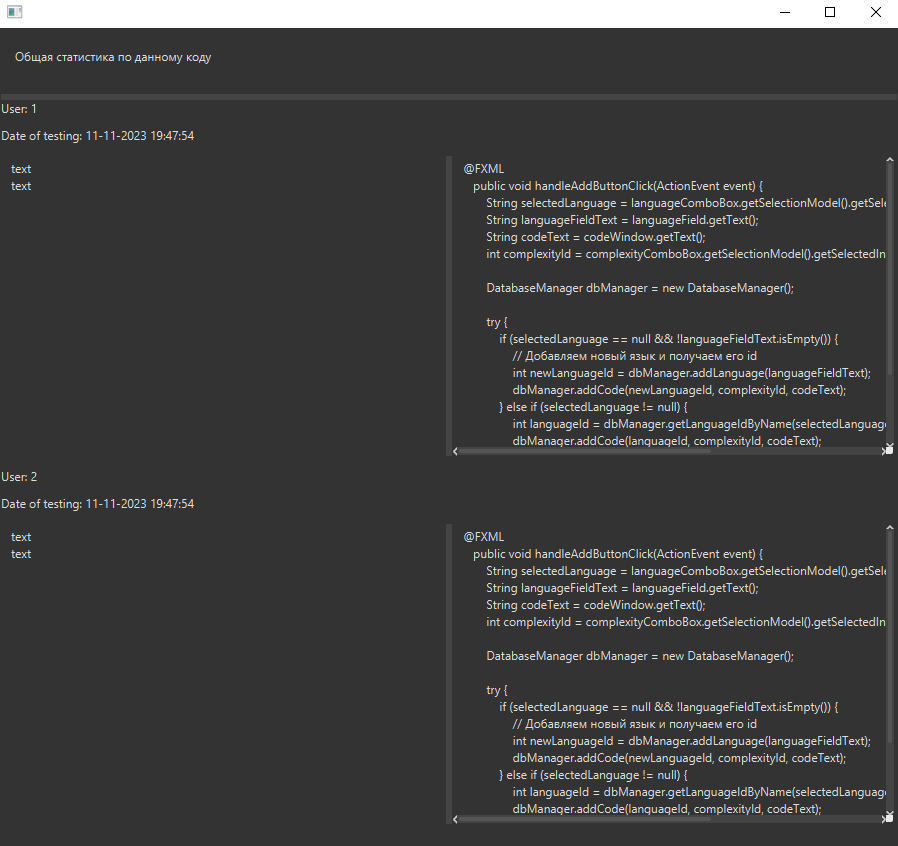 Общая статистика по данному коду
User: 1
Date of testing: 11-11-2023 19:47:54
text
text
@FXML
public void handleAddButtonClick(ActionEvent event) {
String selectedLanguage = languageComboBox.getSelectionModel().getSele
String languageFieldText = languageField.getText();
String codeText = codeWindow.getText();
int complexityId = complexityComboBox.getSelectionModel().getSelectedIn
DatabaseManager dbManager = new DatabaseManager();
try {
if (selectedLanguage == null && !languageFieldText.isEmpty()) {
// Добавляем новый язык и получаем его id
int newLanguageId = dbManager.addLanguage(languageFieldText);
dbManager.addCode(newLanguageId, complexityId, codeText);
} else if (selectedLanguage != null) {
int languageId = dbManager.getLanguageIdByName(selectedLanguage
dbManager.addCode(languageId, complexityId, codeText);
User: 2
Date of testing: 11-11-2023 19:47:54
text
text
@FXML
public void handleAddButtonClick(ActionEvent event) {
String selectedLanguage = languageComboBox.getSelectionModel().getSele
String languageFieldText = languageField.getText();
String codeText = codeWindow.getText();
int complexityId = complexityComboBox.getSelectionModel().getSelectedIn
DatabaseManager dbManager = new DatabaseManager();
try {
if (selectedLanguage == null && !languageFieldText.isEmpty()) {
// Добавляем новый язык и получаем его id
int newLanguageId = dbManager.addLanguage(languageFieldText);
dbManager.addCode(newLanguageId, complexityId, codeText);
} else if (selectedLanguage != null) {
int languageId = dbManager.getLanguageIdByName(selectedLanguage
dbManager.addCode(languageId, complexityId, codeText);